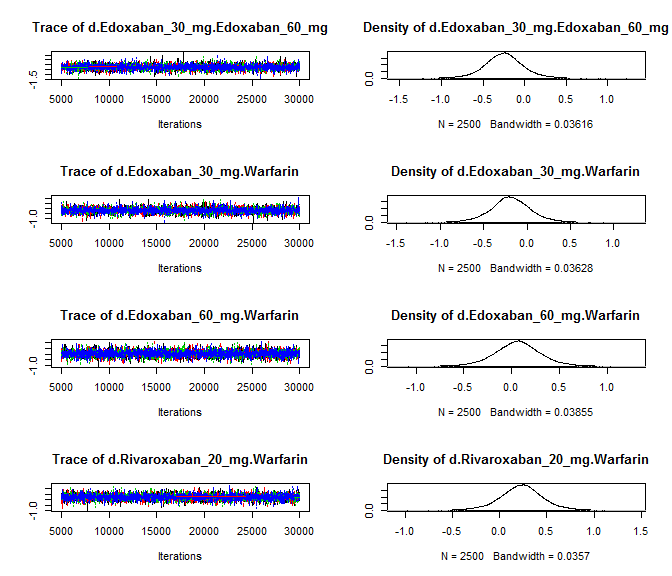 Trace of d.Edoxaban_30_mg.Edoxaban_60_mg
-1.5
5000 10000 15000 20000 25000 30000
Iterations
Density of d.Edoxaban_30_mg.Edoxaban_60_mg
0.0
-1.5 -1.0 -0.5 0.0 0.5 1.0
N = 2500 Bandwidth = 0.03616
Trace of d.Edoxaban_30_mg.Warfarin
-1.0
5000 10000 15000 20000 25000 30000
Iterations
Density of d.Edoxaban_30_mg.Warfarin
0.0
-1.5 -1.0 -0.5 0.0 0.5 1.0
N = 2500 Bandwidth = 0.03628
Trace of d.Edoxaban_60_mg.Warfarin
-1.0
5000 10000 15000 20000 25000 30000
Iterations
Density of d.Edoxaban_60_mg.Warfarin
0.0
-1.0 -0.5 0.0 0.5 1.0
N = 2500 Bandwidth = 0.03855
Trace of d.Rivaroxaban_20_mg.Warfarin
-1.0
5000 10000 15000 20000 25000 30000
Iterations
Density of d.Rivaroxaban_20_mg.Warfarin
0.0
-1.0 -0.5 0.0 0.5 1.0 1.5
N = 2500 Bandwidth = 0.0357